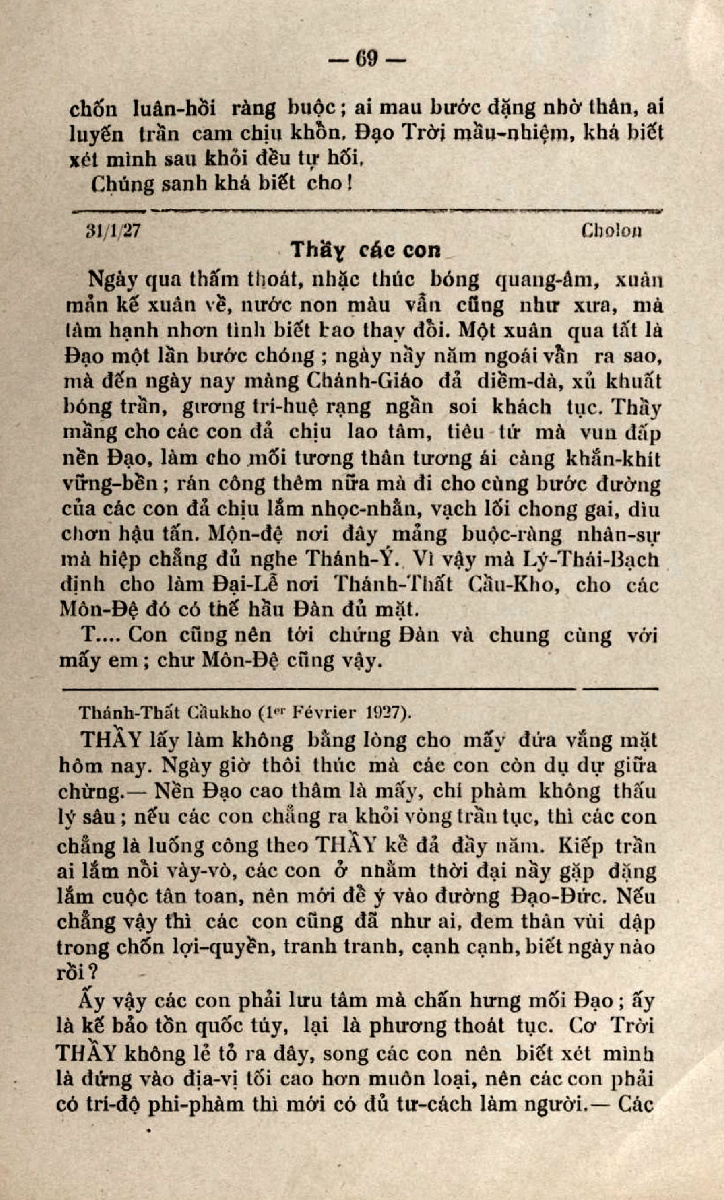 — 69 —
chốn luân-hồi ràng buộc; ai mau bước đặng nhờ thân, ai
luyến trần cam chịu khổn. Đạo Trời mầu-nhiệm, khá biết
xét mình sau khỏi đều tự hối.
Chúng sanh khá biết cho!
31/1/27 Cholon
Thầy các con
Ngày qua thấm thoát, nhặc thúc bóng quang-âm, xuân
mản kế xuân về, nước non màu vẫn cũng như xưa, mà
tâm hạnh nhơn tình biết bao thay đổi. Một xuân qua tất là
Đạo một lần bước chóng; ngày nầy năm ngoái vẫn ra sao,
mà đến ngày nay màng Chánh-Giáo đả diềm-dà, xủ khuất
bóng trần, gương trí-huệ rạng ngần soi khách tục. Thầy
mầng cho các con đả chịu lao tâm, tiêu tứ mà vun đấp
nền Đạo, làm cho mối tương thân tương ái càng khắn-khít
vững-bền; rán công thêm nữa mà đi cho cùng bước đường
của các con đả chịu lắm nhọc-nhằn, vạch lối chong gai, dìu
chơn hậu tấn. Mộn-đệ nơi đây mảng buộc-ràng nhân-sự
mà hiệp chẳng đủ nghe Thánh-Ý. Vì vậy mà Lý-Thái-Bạch
định cho làm Đại-Lễ nơi Thánh-Thất Cầu-Kho, cho các
Môn-Đệ đó có thể hầu Đàn đủ mặt.
T.... Con cũng nên tới chứng Đàn và chung cùng với
mấy em; chư Môn-Đệ cũng vậy.
Thánh-Thất Cầukho (1er Février 1927).
THẦY lấy làm không bằng lòng cho mấy đứa vắng mặt
hôm nay. Ngày giờ thôi thúc mà các con còn dụ dự giữa
chừng.— Nền Đạo cao thâm là mấy, chí phàm không thấu
lý sâu; nếu các con chẳng ra khỏi vòng trần tục, thì các con
chẳng là luống công theo THẦY kề đả đầy năm. Kiếp trần
ai lắm nồi vày-vò, các con ở nhằm thời đại nầy gặp đặng
lắm cuộc tân toan, nên mới để ý vào đường Đạo-Đức. Nếu
chẳng vậy thì các con cũng đã như ai, đem thân vùi dập
trong chốn lợi-quyền, tranh tranh, cạnh cạnh, biết ngày nào
rồi?
Ấy vậy các con phải lưu tâm mà chấn hưng mối Đạo; ấy
là kế bảo tồn quốc túy, lại là phương thoát tục. Cơ Trời
THẦY không lẻ tỏ ra đây, song các con nên biết xét mình
là đứng vào địa-vị tối cao hơn muôn loại, nên các con phải
có trí-độ phi-phàm thì mới có đủ tư-cách làm người.— Các